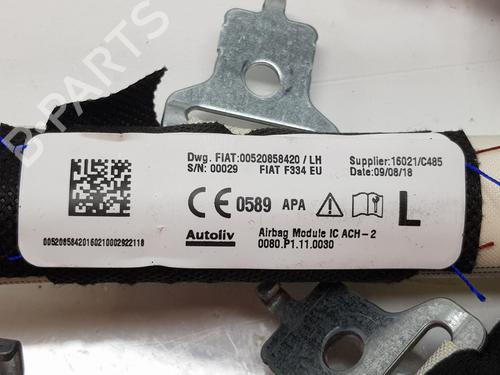 B-PARTS
Dwg. FIAT:00520858420 / LH
S/N: 00029 FIAT F334 EU
Supplier:16021/C485
Date:09/08/18
CE 0589 APA
L
Autoliv
Airbag Module IC ACH-2
0080.P1.11.0030
00520858420160210002922118